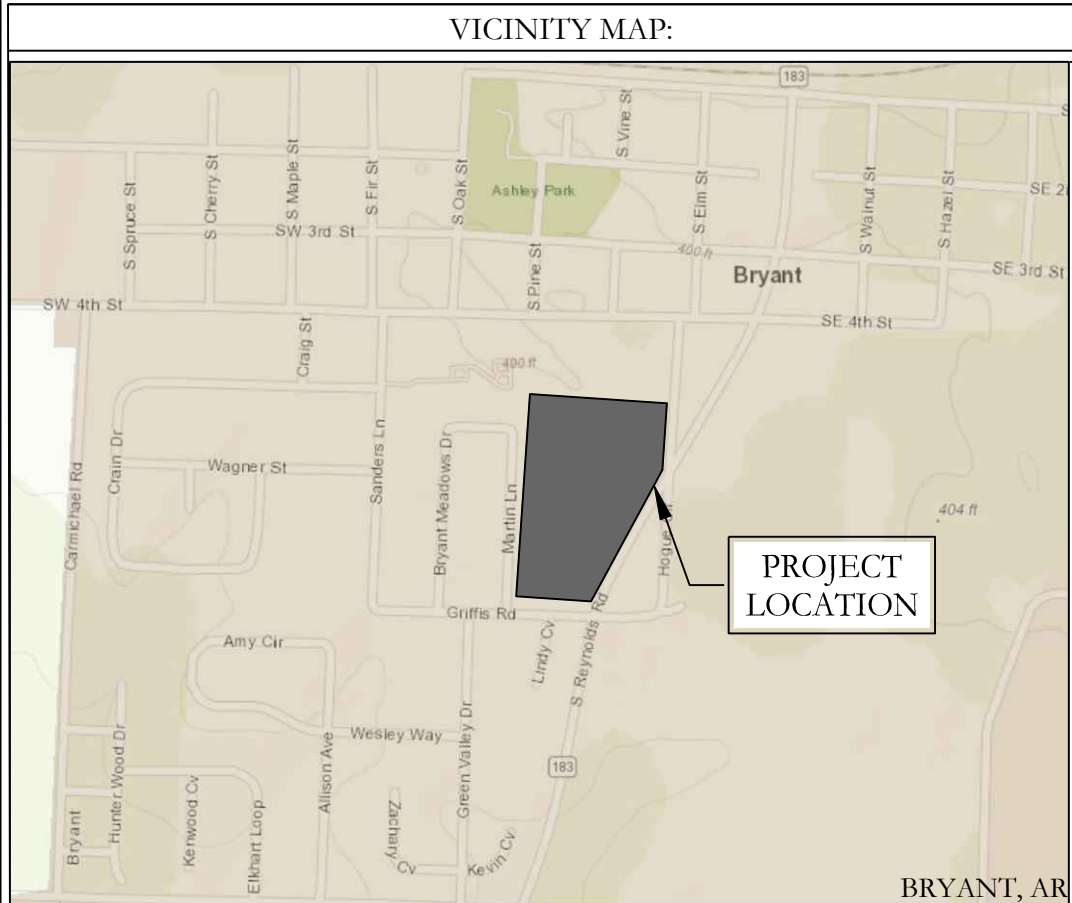 VICINITY MAP:
183
S Vine St
S Spruce St
S Cherry St
S Maple St
S Fir St
S Oak St
Ashley Park
S Elm St
S Walnut St
S Hazel St
SE 2
SW 3rd St
S Pine St
400 ft
Bryant
SE 3rd St
SW 4th St
SE 4th St
Craig St
400 ft
Crain Dr
Wagner St
Sanders Ln
Bryant Meadows Dr
Martin Ln
Carmichael Rd
404 ft
Hogue
PROJECT
LOCATION
Griffis Rd
Lindy Cv
S Reynolds Rd
Amy Cir
Wesley Way
Green Valley Dr
Allison Ave
183
Hunter Wood Dr
Kenwood Cv
Elkhart Loop
Zachary
Cv
Kevin Cv
Bryant
BRYANT, AR